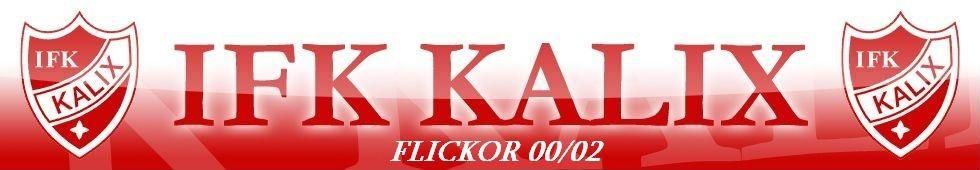 IFK
KALIX
IFK KALIX
FLICKOR 00/02
IFK
KALIX